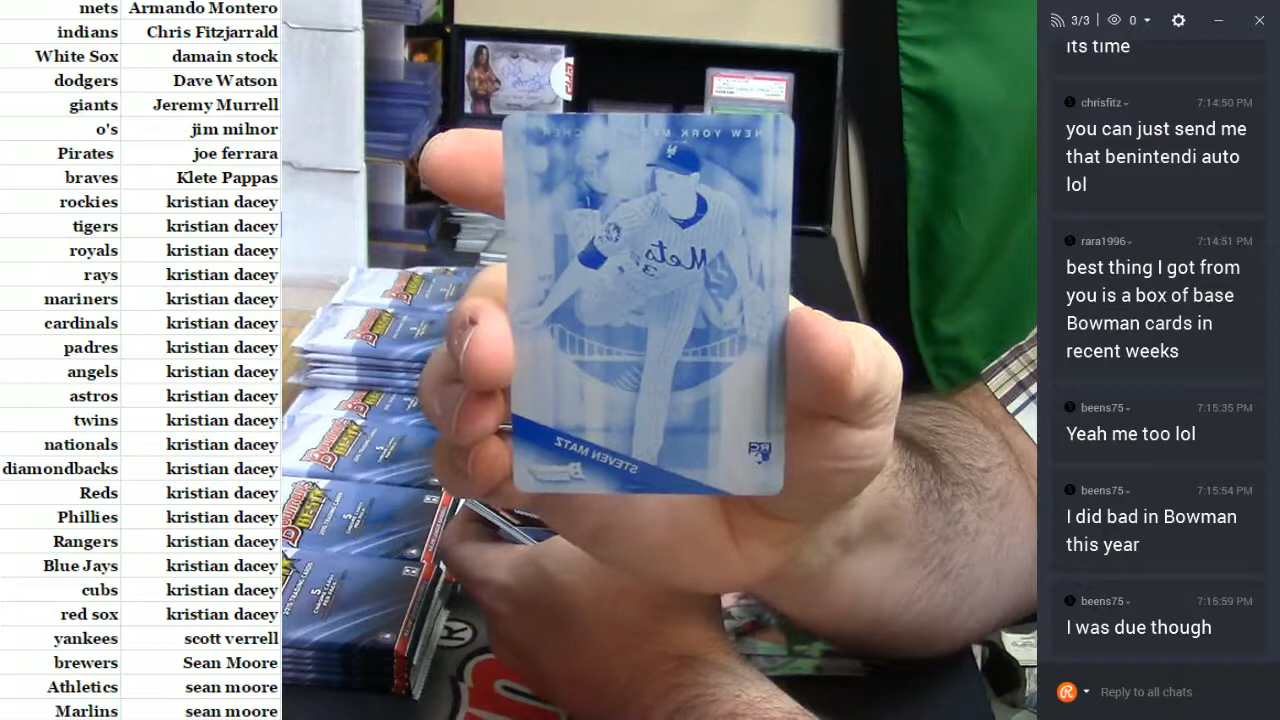 mets Armando Montero
indians Chris Fitzjarrald
White Sox damain stock
dodgers Dave Watson
giants Jeremy Murrell
o's jim milnor
Pirates joe ferrara
braves Klete Pappas
rockies kristian dacey
tigers kristian dacey
royals kristian dacey
rays kristian dacey
mariners kristian dacey
cardinals kristian dacey
padres kristian dacey
angels kristian dacey
astros kristian dacey
twins kristian dacey
nationals kristian dacey
diamondbacks kristian dacey
Reds kristian dacey
Phillies kristian dacey
Rangers kristian dacey
Blue Jays kristian dacey
cubs kristian dacey
red sox kristian dacey
yankees scott verrell
brewers Sean Moore
Athletics sean moore
Marlins sean moore
NEW YORK
Mets
3
STEVEN MATZ
RC
BOWMAN'S BEST
5
3/3 0
its time
chrisfitz 7:14:50 PM
you can just send me
that benintendi auto
lol
rara1996 7:14:51 PM
best thing I got from
you is a box of base
Bowman cards in
recent weeks
beens75 7:15:35 PM
Yeah me too lol
beens75 7:15:54 PM
I did bad in Bowman
this year
beens75 7:15:59 PM
I was due though
Reply to all chats